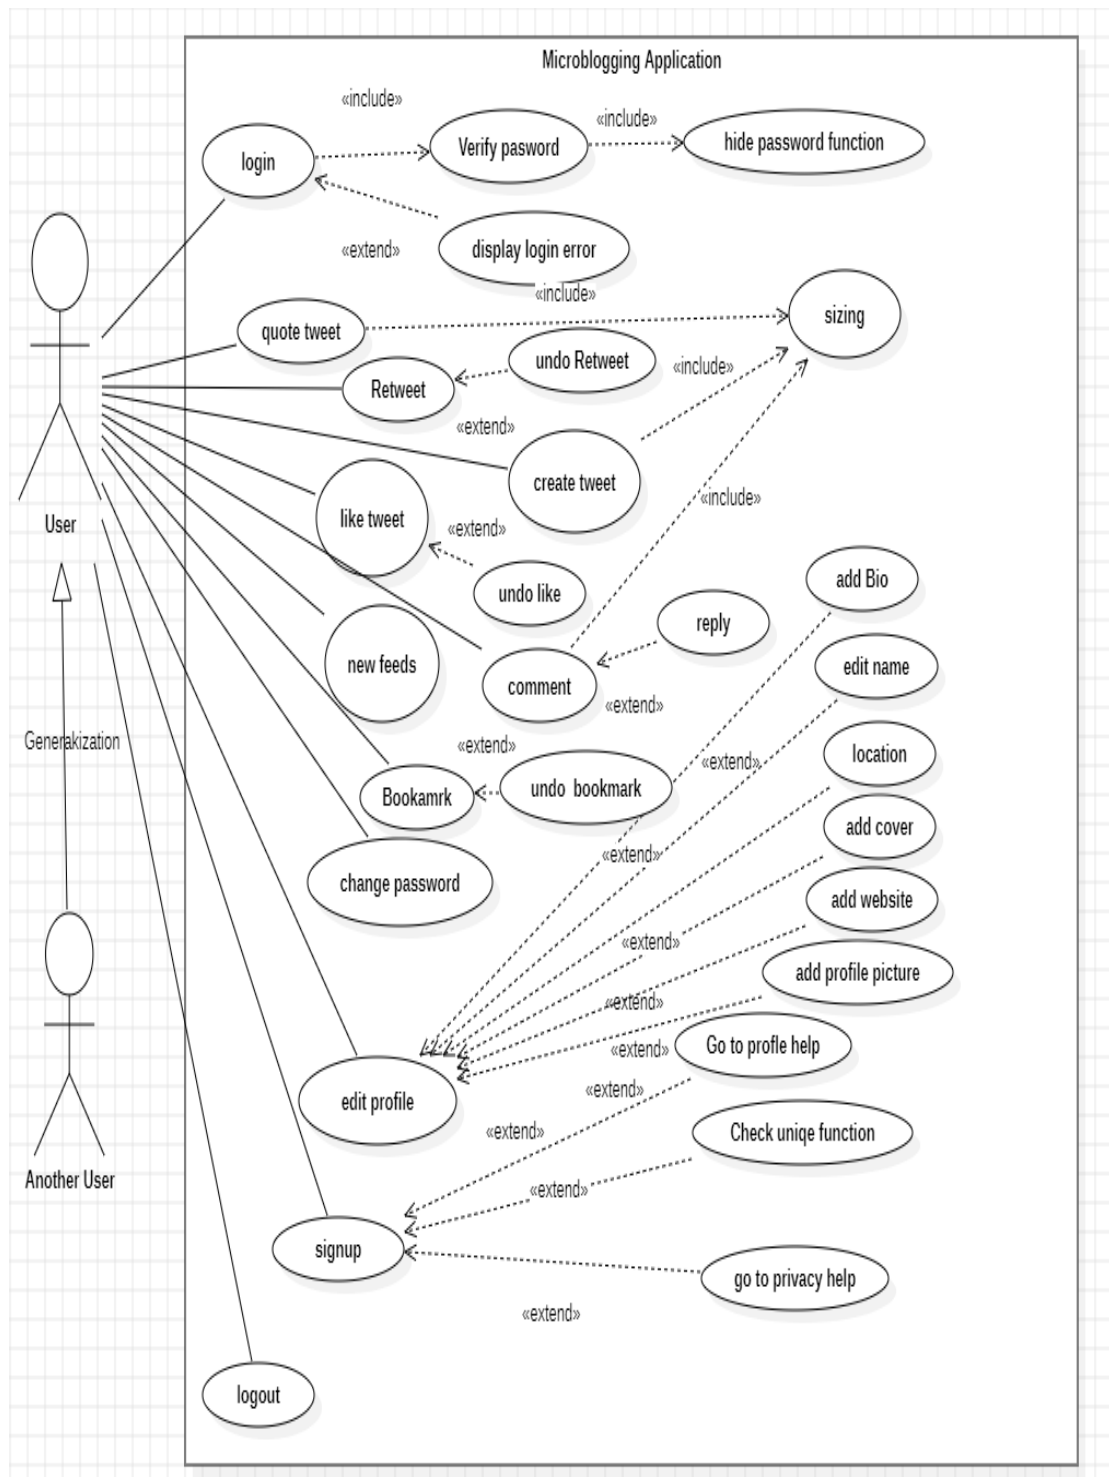 Microblogging Application
«include»
«include»
login
Verify pasword
hide password function
«extend»
display login error
«include»
sizing
quote tweet
undo Retweet
«include»
Retweet
«extend»
create tweet
«include»
like tweet
«extend»
User
undo like
add Bio
reply
new feeds
comment
edit name
«extend»
Generakization
«extend»
«extend»
location
Bookamrk
undo  bookmark
add cover
«extend»
change password
add website
«extend»
add profile picture
«extend»
Go to profle help
«extend»
«extend»
edit profile
«extend»
Check uniqe function
Another User
«extend»
signup
go to privacy help
«extend»
logout